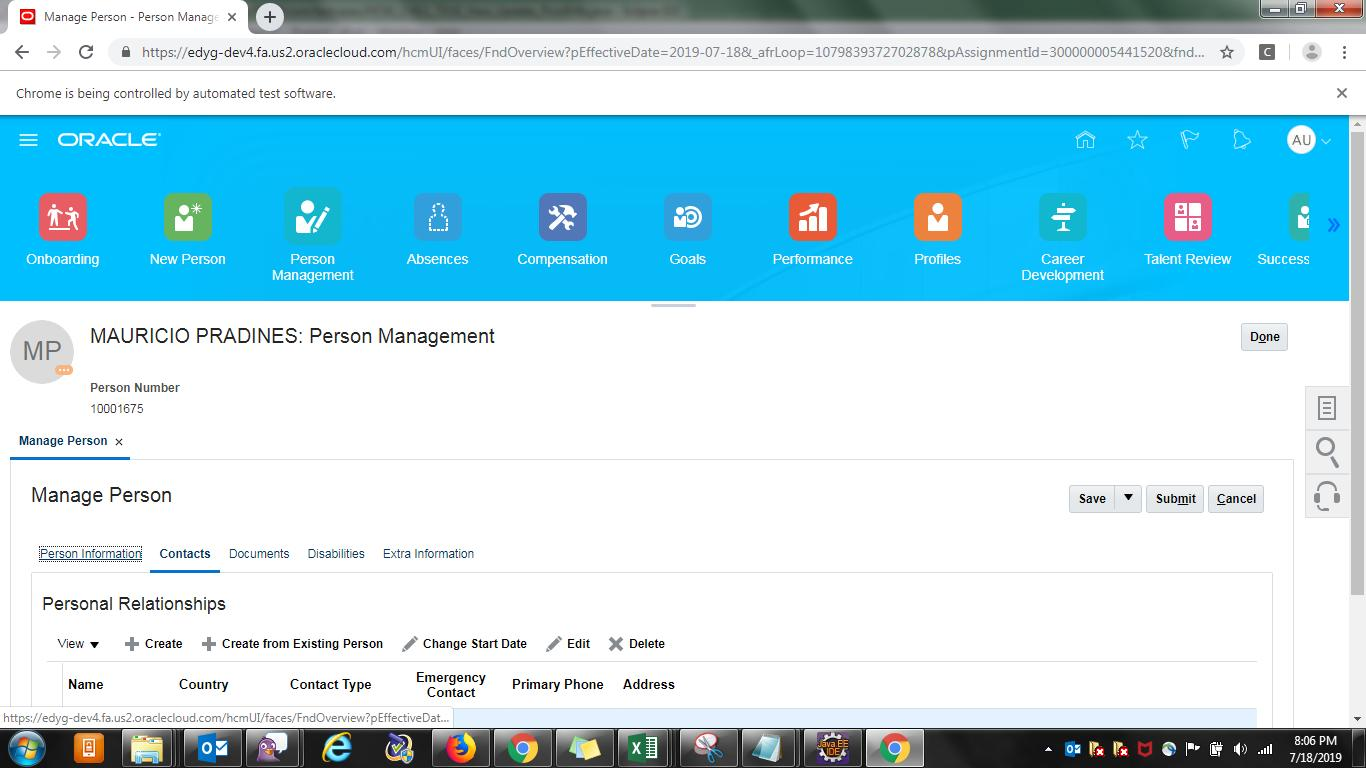 Manage Person - Person Manage
https://edyg-dev4.fa.us2.oraclecloud.com/hcmUI/faces/FndOverview?pEffectiveDate=2019-07-18&_afrLoop=1079839372702878&pAssignmentId=300000005441520&fnd...
C
Chrome is being controlled by automated test software.
ORACLE
AU
Onboarding
New Person
Person Management
Absences
Compensation
Goals
Performance
Profiles
Career Development
Talent Review
Success
MP
MAURICIO PRADINES: Person Management
Done
Person Number
10001675
Manage Person
Manage Person
Save
Submit
Cancel
Person Information
Contacts
Documents
Disabilities
Extra Information
Personal Relationships
View
Create
Create from Existing Person
Change Start Date
Edit
Delete
Name
Country
Contact Type
Emergency Contact
Primary Phone
Address
https://edyg-dev4.fa.us2.oraclecloud.com/hcmUI/faces/FndOverview?pEffectiveDat...
Java EE
IDE
8:06 PM
7/18/2019